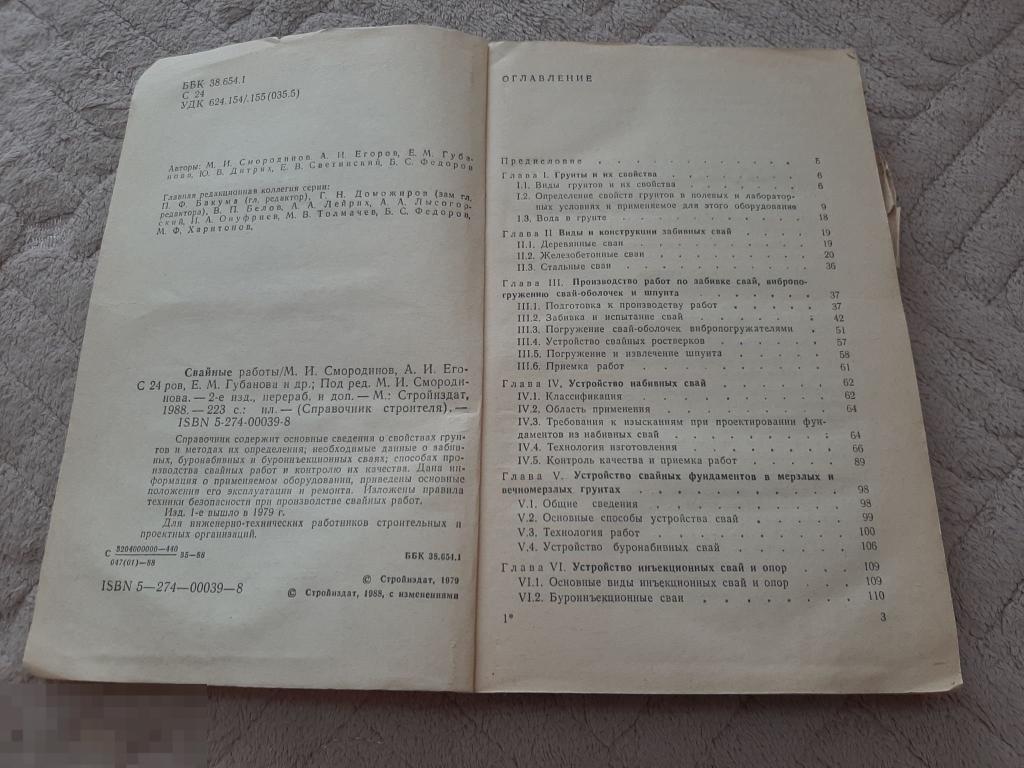 ББК 38.654.1
С 24
УДК 624.154/.155(035.5)
Авторы: М. И. Смородинов, А. И. Егоров, Е. М. Губа-
нова, Ю. В. Дитрих, Е. В. Светинский, Б. С. Федоров
Главная редакционная коллегия серии:
П. Ф. Бакума (гл. редактор), Г. Н. Доможиров (зам гл.
редактора), В. П. Белов, А. А. Лейрих, А. А. Лысогор-
ский, И. А. Онуфриев, М. В. Толмачев, Б. С. Федоров,
М. Ф. Харитонов,
Свайные работы/М. И. Смородинов, А. И. Его-
С 24 ров, Е. М. Губанова и др.; Под ред. М. И. Смороди-
нова. — 2-е изд., перераб. и доп. — М.: Стройиздат,
1988. — 223 с.: ил. — (Справочник строителя). —
ISBN 5-274-00039-8
Справочник содержит основные сведения о свойствах грун-
тов и методах их определения; необходимые данные о забив-
ных, буронабивных и буроинъекционных сваях; способах про-
изводства свайных работ и контролю их качества. Дана ин-
формация о применяемом оборудовании, приведены основные
положения его эксплуатации и ремонта. Изложены правила
техники безопасности при производстве свайных работ.
Изд. 1-е вышло в 1979 г.
Для инженерно-технических работников строительных и
проектных организаций.
С 3204000000—440
047(01)—88
35—88
ББК 38.654.1
ISBN 5—274—00039—8
© Стройиздат, 1979
© Стройиздат, 1988, с изменениями
ОГЛАВЛЕНИЕ
Предисловие . . . . . . . . . . . 5
Глава I. Грунты и их свойства . . . . . . . 6
I.1. Виды грунтов и их свойства . . . . . . . 6
I.2. Определение свойств грунтов в полевых и лаборатор-
ных условиях и применяемое для этого оборудование 9
I.3. Вода в грунте . . . . . . . . . . 18
Глава II Виды и конструкции забивных свай . . . . 19
II.1. Деревянные сваи . . . . . . . . . 19
II.2. Железобетонные сваи . . . . . . . . 20
II.3. Стальные сваи . . . . . . . . . . 36
Глава III. Производство работ по забивке свай, вибропо-
гружению свай-оболочек и шпунта . . . . . . 37
III.1. Подготовка к производству работ . . . . . 37
III.2. Забивка и испытание свай . . . . . . . 42
III.3. Погружение свай-оболочек вибропогружателями . 51
III.4. Устройство свайных ростверков . . . . . 57
III.5. Погружение и извлечение шпунта . . . . . 58
III.6. Приемка работ . . . . . . . . . 61
Глава IV. Устройство набивных свай . . . . . . 62
IV.1. Классификация . . . . . . . . . 62
IV.2. Область применения . . . . . . . . 64
IV.3. Требования к изысканиям при проектировании фун-
даментов из набивных свай . . . . . . . 64
IV.4. Технология изготовления . . . . . . . 66
IV.5. Контроль качества и приемка работ . . . . 89
Глава V. Устройство свайных фундаментов в мерзлых и
вечномерзлых грунтах . . . . . . . . . 98
V.1. Общие сведения . . . . . . . . . 98
V.2. Основные способы устройства свай . . . . . 99
V.3. Технология работ . . . . . . . . 100
V.4. Устройство буронабивных свай . . . . . . 106
Глава VI. Устройство инъекционных свай и опор . . . 109
VI.1. Основные виды инъекционных свай и опор . . . 109
VI.2. Буроинъекционные сваи . . . . . . . 110
1*
3